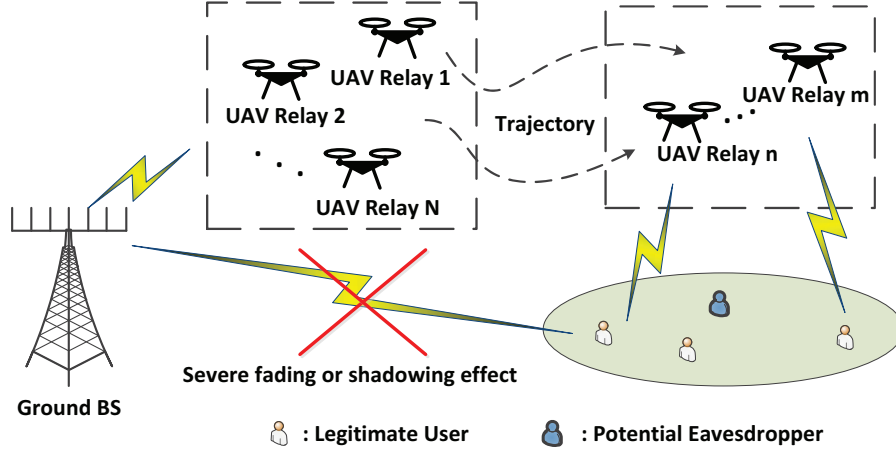 UAV Relay 1
UAV Relay 2
UAV Relay N
Trajectory
UAV Relay m
UAV Relay n
Severe fading or shadowing effect
Ground BS
: Legitimate User
: Potential Eavesdropper